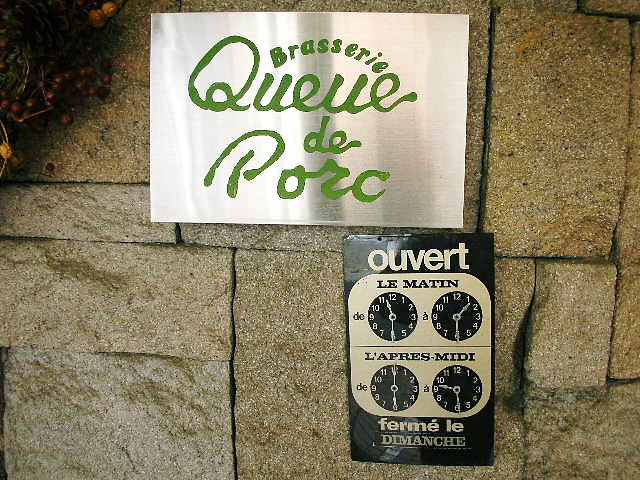 Brasserie
Queue
de
Porc
ouvert
LE MATIN
de à
L'APRES-MIDI
de à
fermé le
DIMANCHE